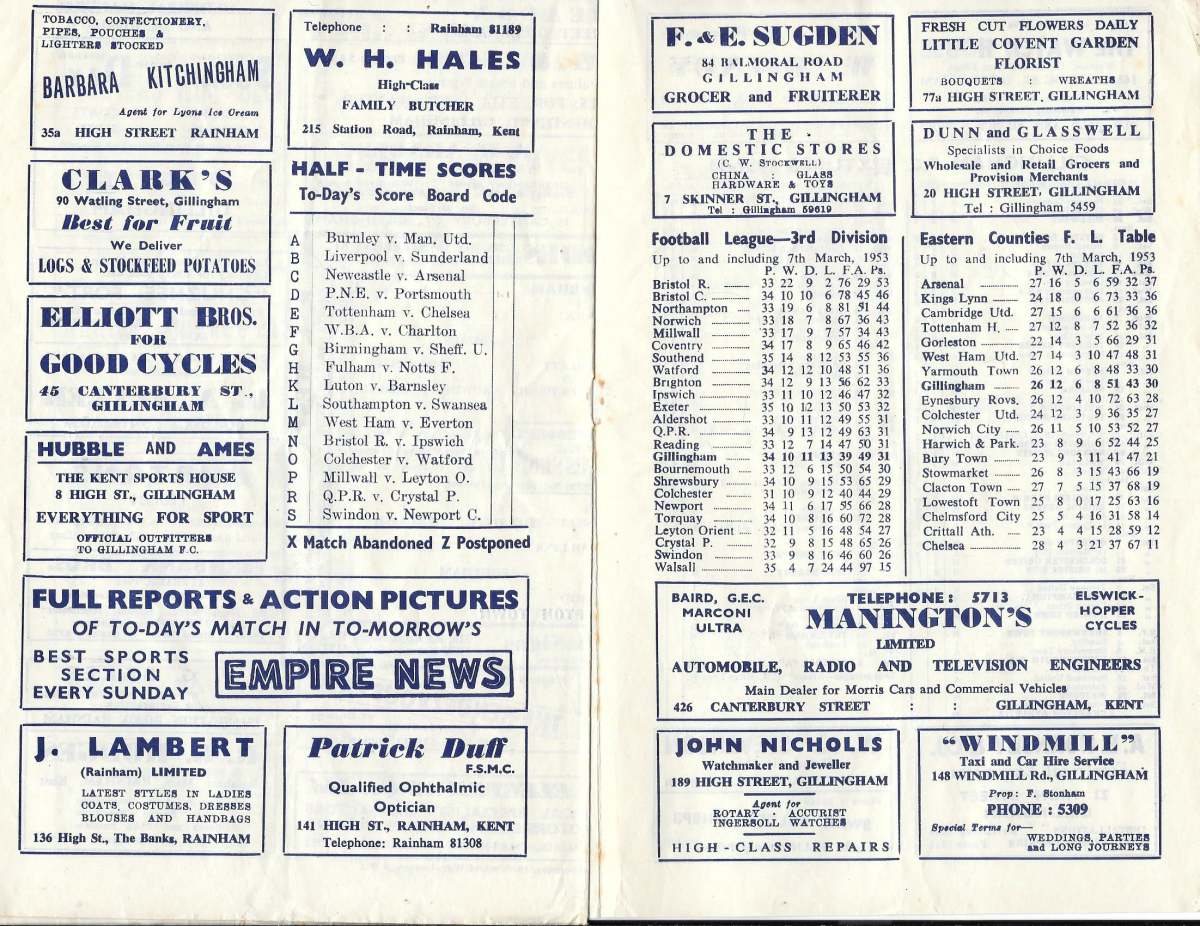 TOBACCO, CONFECTIONERY,
PIPES, POUCHES &
LIGHTERS STOCKED
BARBARA KITCHINGHAM
Agent for Lyons Ice Cream
35a HIGH STREET RAINHAM
Telephone : : Rainham 81189
W. H. HALES
High-Class
FAMILY BUTCHER
215 Station Road, Rainham, Kent
CLARK'S
90 Watling Street, Gillingham
Best for Fruit
We Deliver
LOGS & STOCKFEED POTATOES
ELLIOTT BROS.
FOR
GOOD CYCLES
45 CANTERBURY ST.,
GILLINGHAM
HUBBLE AND AMES
THE KENT SPORTS HOUSE
8 HIGH ST., GILLINGHAM
EVERYTHING FOR SPORT
OFFICIAL OUTFITTERS
TO GILLINGHAM F.C.
HALF - TIME SCORES
To-Day's Score Board Code
A Burnley v. Man. Utd.
B Liverpool v. Sunderland
C Newcastle v. Arsenal
D P.N.E. v. Portsmouth
E Tottenham v. Chelsea
F W.B.A. v. Charlton
G Birmingham v. Sheff. U.
H Fulham v. Notts F.
K Luton v. Barnsley
L Southampton v. Swansea
M West Ham v. Everton
N Bristol R. v. Ipswich
O Colchester v. Watford
P Millwall v. Leyton O.
R Q.P.R. v. Crystal P.
S Swindon v. Newport C.
X Match Abandoned Z Postponed
FULL REPORTS & ACTION PICTURES
OF TO-DAY'S MATCH IN TO-MORROW'S
BEST SPORTS
SECTION
EVERY SUNDAY
EMPIRE NEWS
J. LAMBERT
(Rainham) LIMITED
LATEST STYLES IN LADIES
COATS, COSTUMES, DRESSES
BLOUSES AND HANDBAGS
136 High St., The Banks, RAINHAM
Patrick Duff
F.S.M.C.
Qualified Ophthalmic
Optician
141 HIGH ST., RAINHAM, KENT
Telephone: Rainham 81308
F. & E. SUGDEN
84 BALMORAL ROAD
GILLINGHAM
GROCER and FRUITERER
FRESH CUT FLOWERS DAILY
LITTLE COVENT GARDEN
FLORIST
BOUQUETS : WREATHS
77a HIGH STREET, GILLINGHAM
THE
DOMESTIC STORES
(C. W. STOCKWELL)
CHINA : GLASS
HARDWARE & TOYS
7 SKINNER ST., GILLINGHAM
Tel : Gillingham 59619
DUNN and GLASSWELL
Specialists in Choice Foods
Wholesale and Retail Grocers and
Provision Merchants
20 HIGH STREET, GILLINGHAM
Tel : Gillingham 5459
Football League—3rd Division
Up to and including 7th March, 1953
P. W. D. L. F. A. Ps.
Bristol R. 33 22 9 2 76 29 53
Bristol C. 34 10 10 6 78 45 46
Northampton 33 19 6 8 81 51 44
Norwich 33 18 7 8 67 36 43
Millwall 33 17 9 7 57 34 43
Coventry 34 17 8 9 65 46 42
Southend 35 14 8 12 53 55 36
Watford 34 12 12 10 48 51 36
Brighton 34 12 9 13 56 62 33
Ipswich 33 11 10 12 46 47 32
Exeter 35 10 12 13 50 53 32
Aldershot 33 10 11 12 49 55 31
Q.P.R. 34 9 13 12 49 63 31
Reading 33 12 7 14 47 50 31
Gillingham 34 10 11 13 39 49 31
Bournemouth 33 12 6 15 50 54 30
Shrewsbury 34 10 9 15 53 65 29
Colchester 31 10 9 12 40 44 29
Newport 34 11 6 17 55 66 28
Torquay 34 10 8 16 60 72 28
Leyton Orient 32 11 5 16 48 54 27
Crystal P. 32 9 8 15 48 65 26
Swindon 33 9 8 16 46 60 26
Walsall 35 4 7 24 44 97 15
Eastern Counties F. L. Table
Up to and including 7th March, 1953
P. W. D. L. F. A. Ps.
Arsenal 27 16 5 6 59 32 37
Kings Lynn 24 18 0 6 73 33 36
Cambridge Utd. 27 15 6 6 61 36 36
Tottenham H. 27 12 8 7 52 36 32
Gorleston 22 14 3 5 66 29 31
West Ham Utd. 27 14 3 10 47 48 31
Yarmouth Town 26 12 6 8 48 33 30
Gillingham 26 12 6 8 51 43 30
Eynesbury Rovs. 26 12 4 10 72 63 28
Colchester Utd. 24 12 3 9 36 35 27
Norwich City 26 11 5 10 53 52 27
Harwich & Park. 23 8 9 6 52 44 25
Bury Town 23 9 3 11 41 47 21
Stowmarket 26 8 3 15 43 66 19
Clacton Town 27 7 5 15 37 68 19
Lowestoft Town 25 8 0 17 25 63 16
Chelmsford City 25 5 4 16 31 58 14
Crittall Ath. 23 4 4 15 28 59 12
Chelsea 28 4 3 21 37 67 11
BAIRD, G.E.C.
MARCONI
ULTRA
TELEPHONE: 5713
MANINGTON'S
LIMITED
ELSWICK-
HOPPER
CYCLES
AUTOMOBILE, RADIO AND TELEVISION ENGINEERS
Main Dealer for Morris Cars and Commercial Vehicles
426 CANTERBURY STREET : : GILLINGHAM, KENT
JOHN NICHOLLS
Watchmaker and Jeweller
189 HIGH STREET, GILLINGHAM
Agent for
ROTARY - ACCURIST
INGERSOLL WATCHES
HIGH-CLASS REPAIRS
"WINDMILL"
Taxi and Car Hire Service
148 WINDMILL Rd., GILLINGHAM
Prop: F. Stonham
PHONE : 5309
Special Terms for—
WEDDINGS, PARTIES
and LONG JOURNEYS